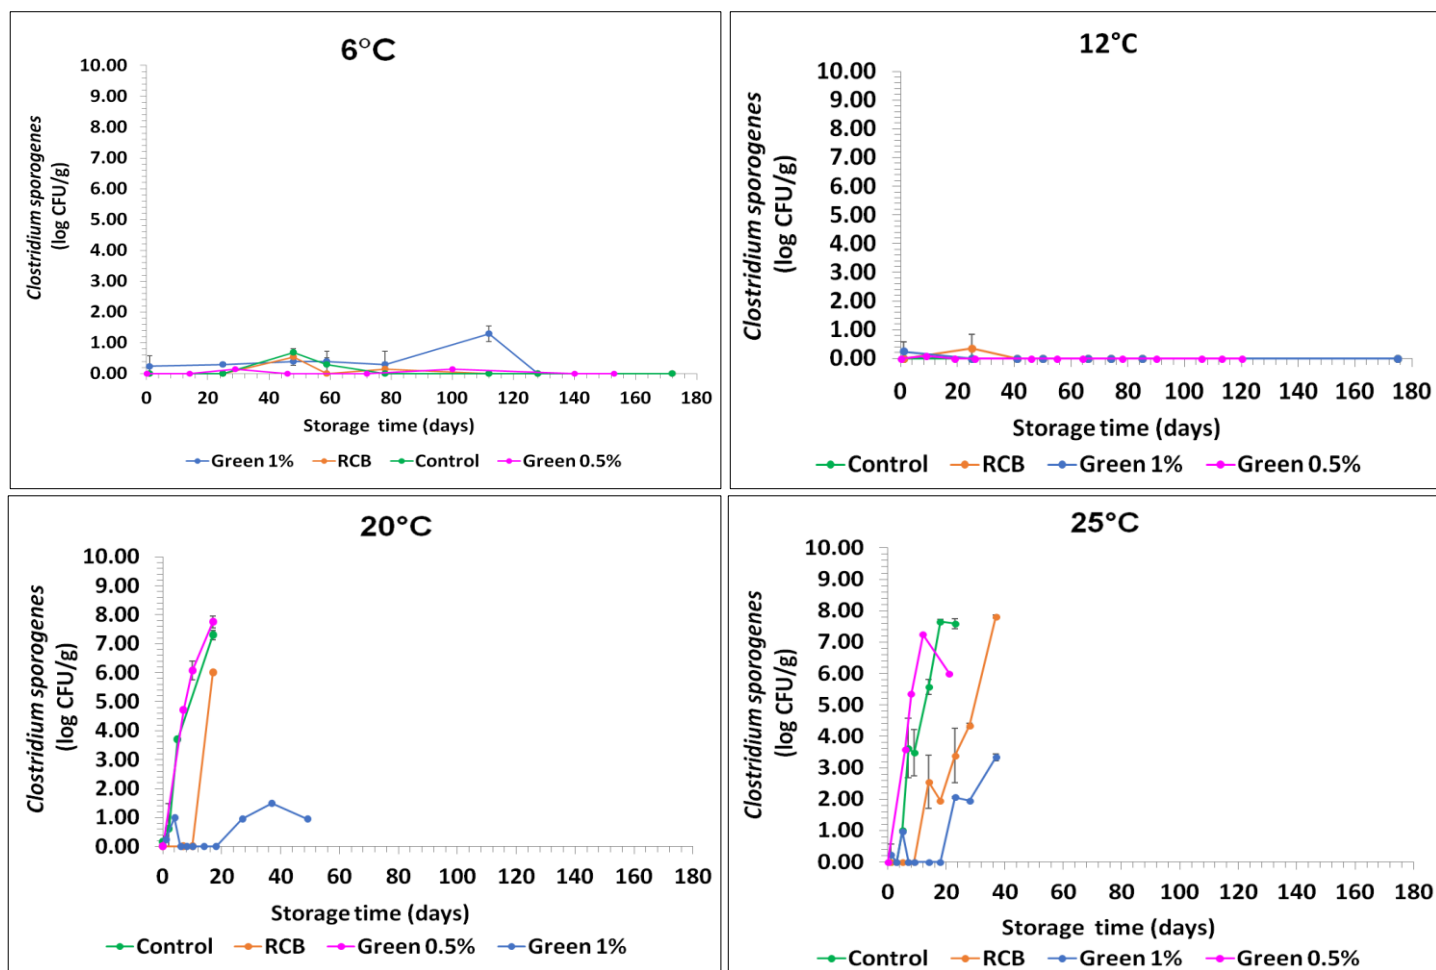 6°C
Clostridium sporogenes
(log CFU/g)
10.00
9.00
8.00
7.00
6.00
5.00
4.00
3.00
2.00
1.00
0.00
0 20 40 60 80 100 120 140 160 180
Storage time (days)
Green 1% RCB Control Green 0.5%
12°C
Clostridium sporogenes
(log CFU/g)
10.00
9.00
8.00
7.00
6.00
5.00
4.00
3.00
2.00
1.00
0.00
0 20 40 60 80 100 120 140 160 180
Storage time (days)
Control RCB Green 1% Green 0.5%
20°C
Clostridium sporogenes
(log CFU/g)
10.00
9.00
8.00
7.00
6.00
5.00
4.00
3.00
2.00
1.00
0.00
0 20 40 60 80 100 120 140 160 180
Storage time (days)
Control RCB Green 0.5% Green 1%
25°C
Clostridium sporogenes
(log CFU/g)
10.00
9.00
8.00
7.00
6.00
5.00
4.00
3.00
2.00
1.00
0.00
0 20 40 60 80 100 120 140 160 180
Storage time (days)
Control RCB Green 1% Green 0.5%